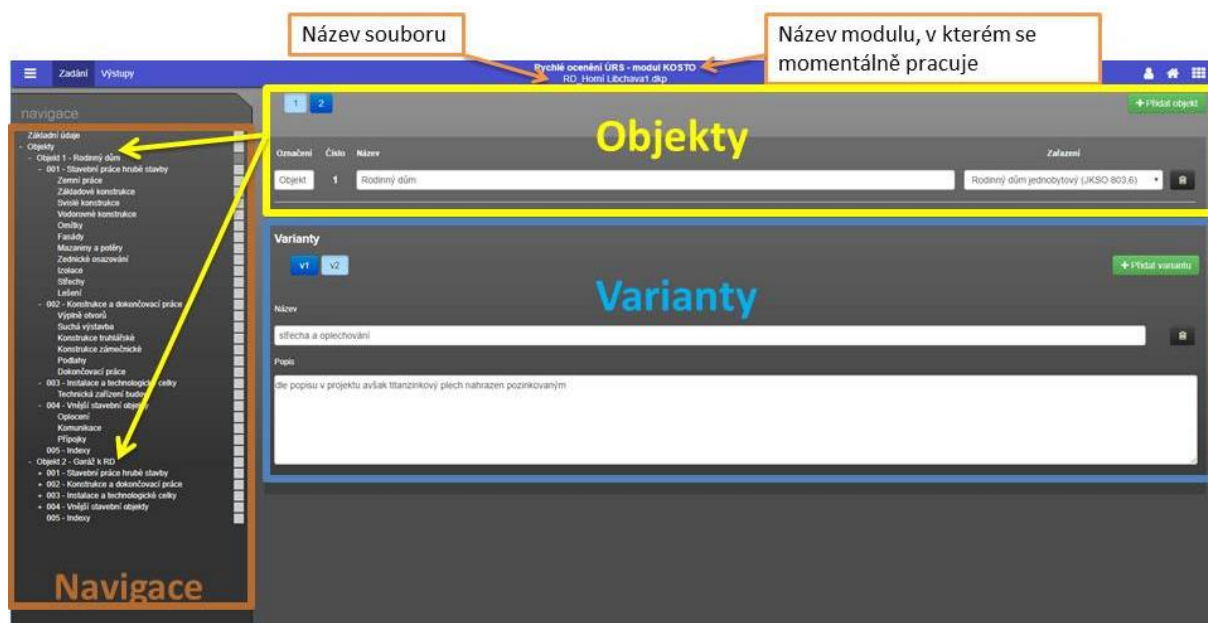 Název souboru
Název modulu, v kterém se
momentálně pracuje
Zadání Výstupy
Rychlé ocenění ÚRS - modul KOSTO
RD_Horní Libchava1.dkp
navigace
Základní údaje
- Objekty
- Objekt 1 - Rodinný dům
- 001 - Stavební práce hrubé stavby
Zemní práce
Základové konstrukce
Svislé konstrukce
Vodorovné konstrukce
Omítky
Fasády
Mazaniny a potěry
Zednické osazování
Izolace
Střechy
Lešení
- 002 - Konstrukce a dokončovací práce
Výplně otvorů
Suchá výstavba
Konstrukce truhlářské
Konstrukce zámečnické
Podlahy
Dokončovací práce
- 003 - Instalace a technologické celky
Technická zařízení budov
- 004 - Vnější stavební objekty
Oplocení
Komunikace
Přípojky
005 - Indexy
- Objekt 2 - Garáž k RD
+ 001 - Stavební práce hrubé stavby
+ 002 - Konstrukce a dokončovací práce
+ 003 - Instalace a technologické celky
+ 004 - Vnější stavební objekty
005 - Indexy
Navigace
1 2
+ Přidat objekt
Objekty
Označení Číslo Název Zařazení
Objekt 1 Rodinný dům Rodinný dům jednobytový (JKSO 803.6)
Varianty
v1 v2
+ Přidat variantu
Varianty
Název
střecha a oplechování
Popis
dle popisu v projektu avšak titanzinkový plech nahrazen pozinkovaným